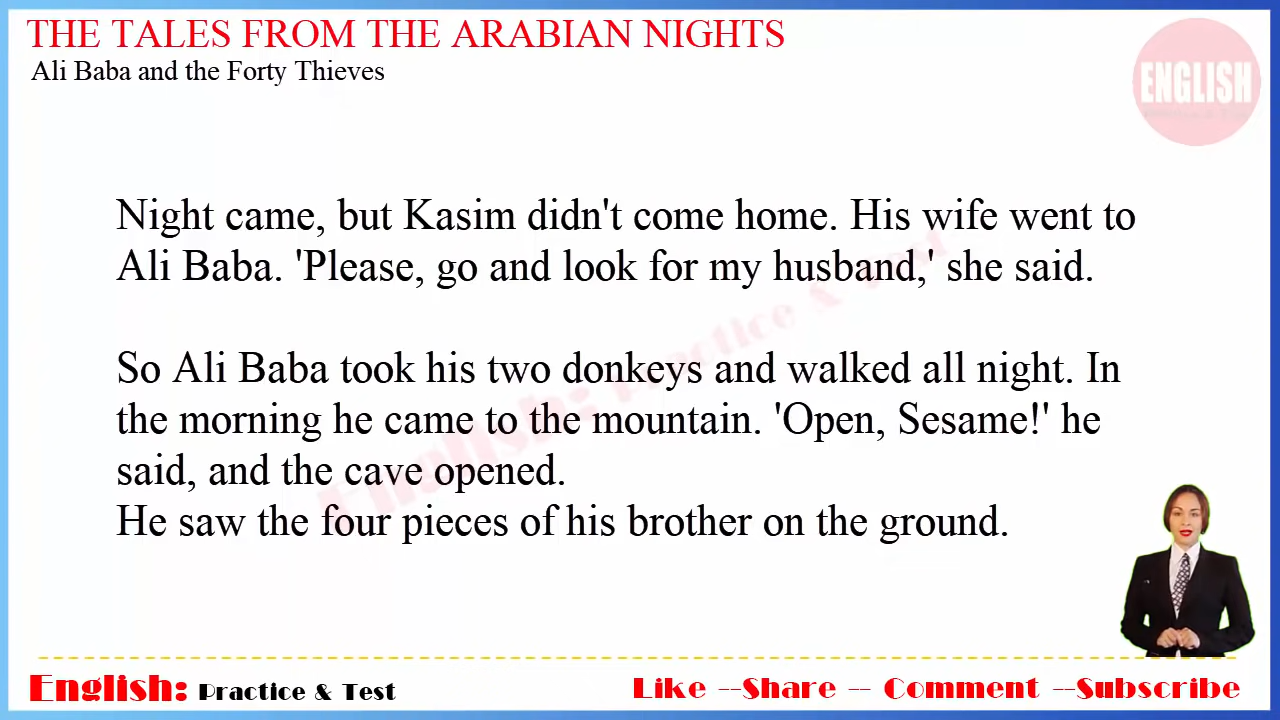 THE TALES FROM THE ARABIAN NIGHTS
Ali Baba and the Forty Thieves
ENGLISH
Night came, but Kasim didn't come home. His wife went to
Ali Baba. 'Please, go and look for my husband,' she said.
So Ali Baba took his two donkeys and walked all night. In
the morning he came to the mountain. 'Open, Sesame!' he
said, and the cave opened.
He saw the four pieces of his brother on the ground.
English: Practice & Test
English: Practice & Test
Like --Share -- Comment --Subscribe